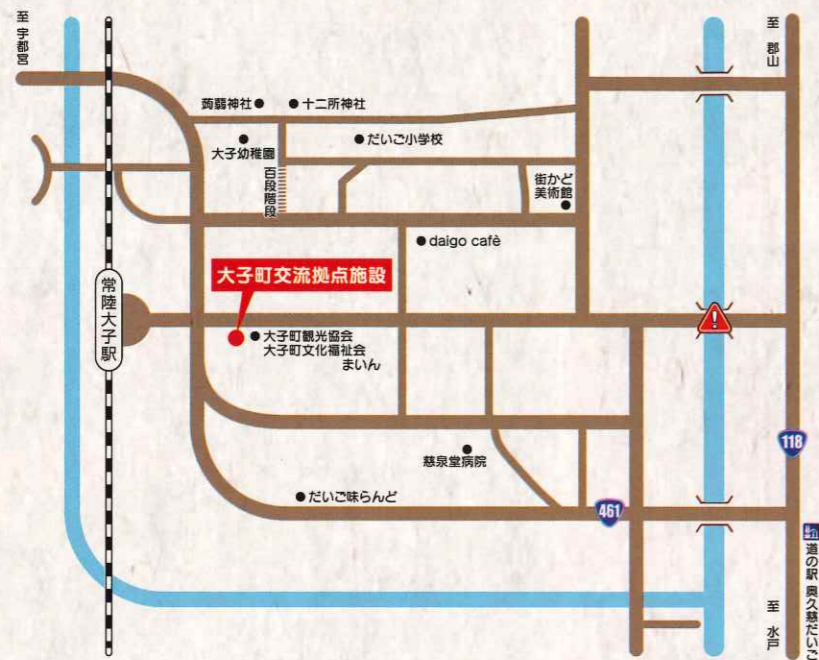 至 宇都宮
至 郡山
蒟蒻神社
十二所神社
大子幼稚園
だいご小学校
百段階段
街かど
美術館
daigo cafè
大子町交流拠点施設
常陸大子駅
大子町観光協会
大子町文化福祉会
まいん
118
慈泉堂病院
だいご味らんど
461
道の駅 奥久慈だいご
至 水戸